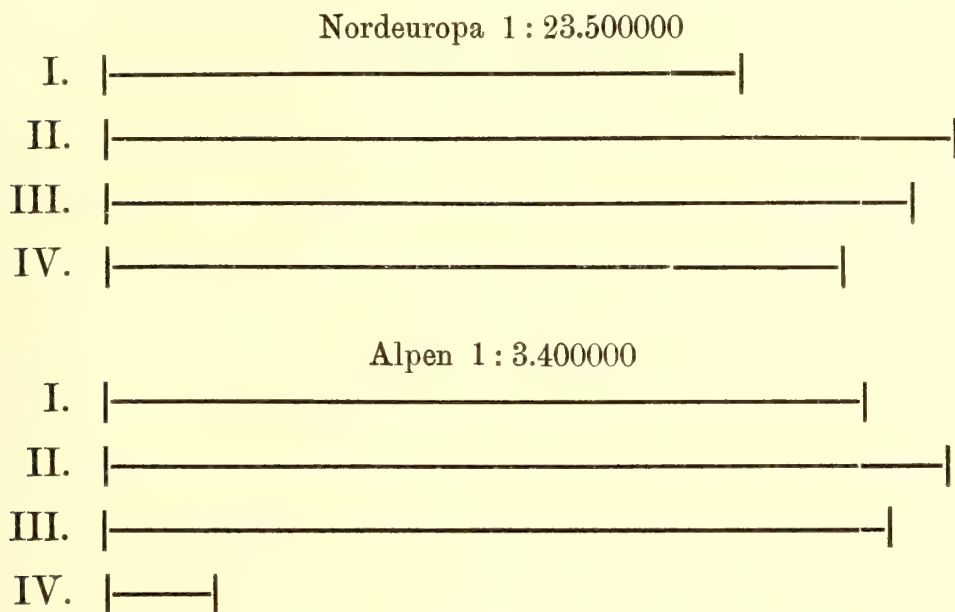 Nordeuropa 1 : 23.500000
I.
II.
III.
IV.
Alpen 1 : 3.400000
I.
II.
III.
IV.